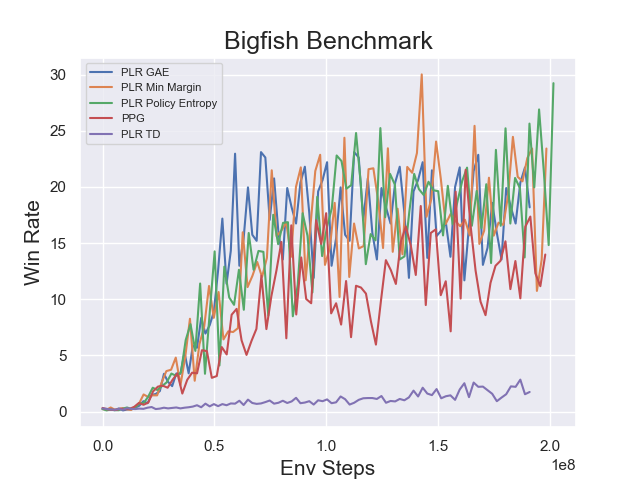 Bigfish Benchmark
PLR GAE
PLR Min Margin
PLR Policy Entropy
PPG
PLR TD
Win Rate
30
25
20
15
10
5
0
0.0
0.5
1.0
1.5
2.0
1e8
Env Steps